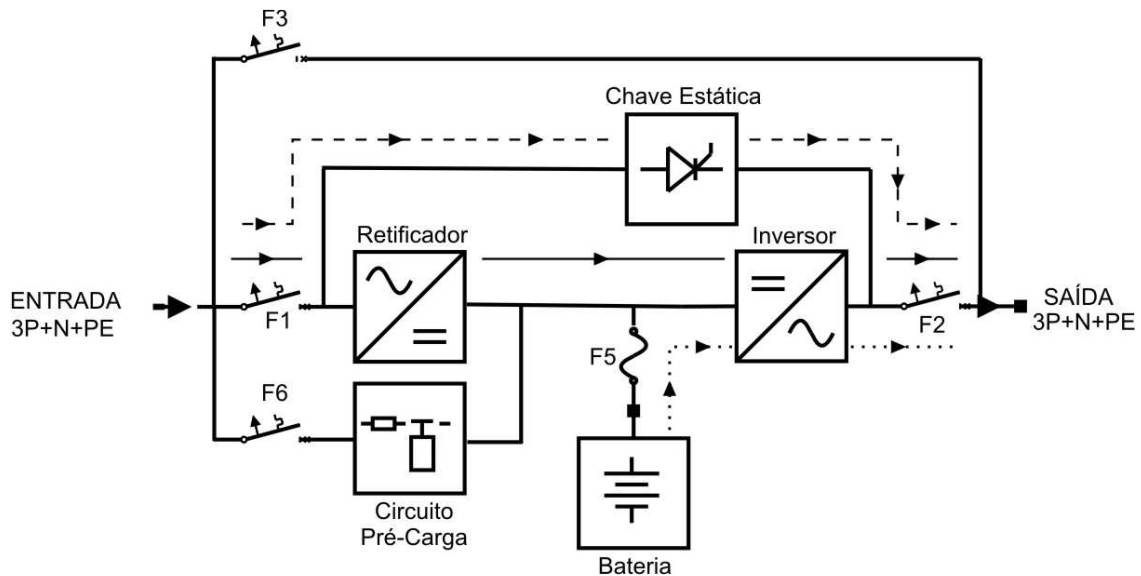 F3
Chave Estática
Retificador
Inversor
ENTRADA
3P+N+PE
F1
F2
SAÍDA
3P+N+PE
F5
F6
Circuito
Pré-Carga
Bateria